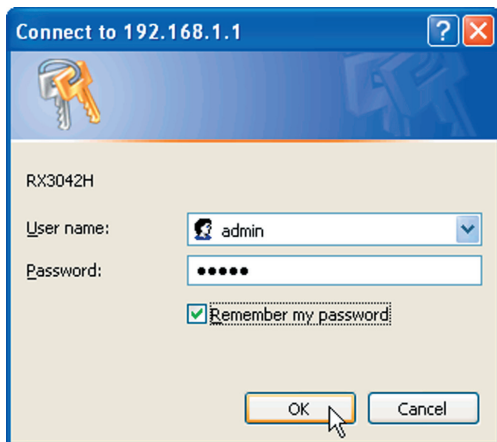 Connect to 192.168.1.1
RX3042H
User name: admin
Password: •••••
Remember my password
OK Cancel